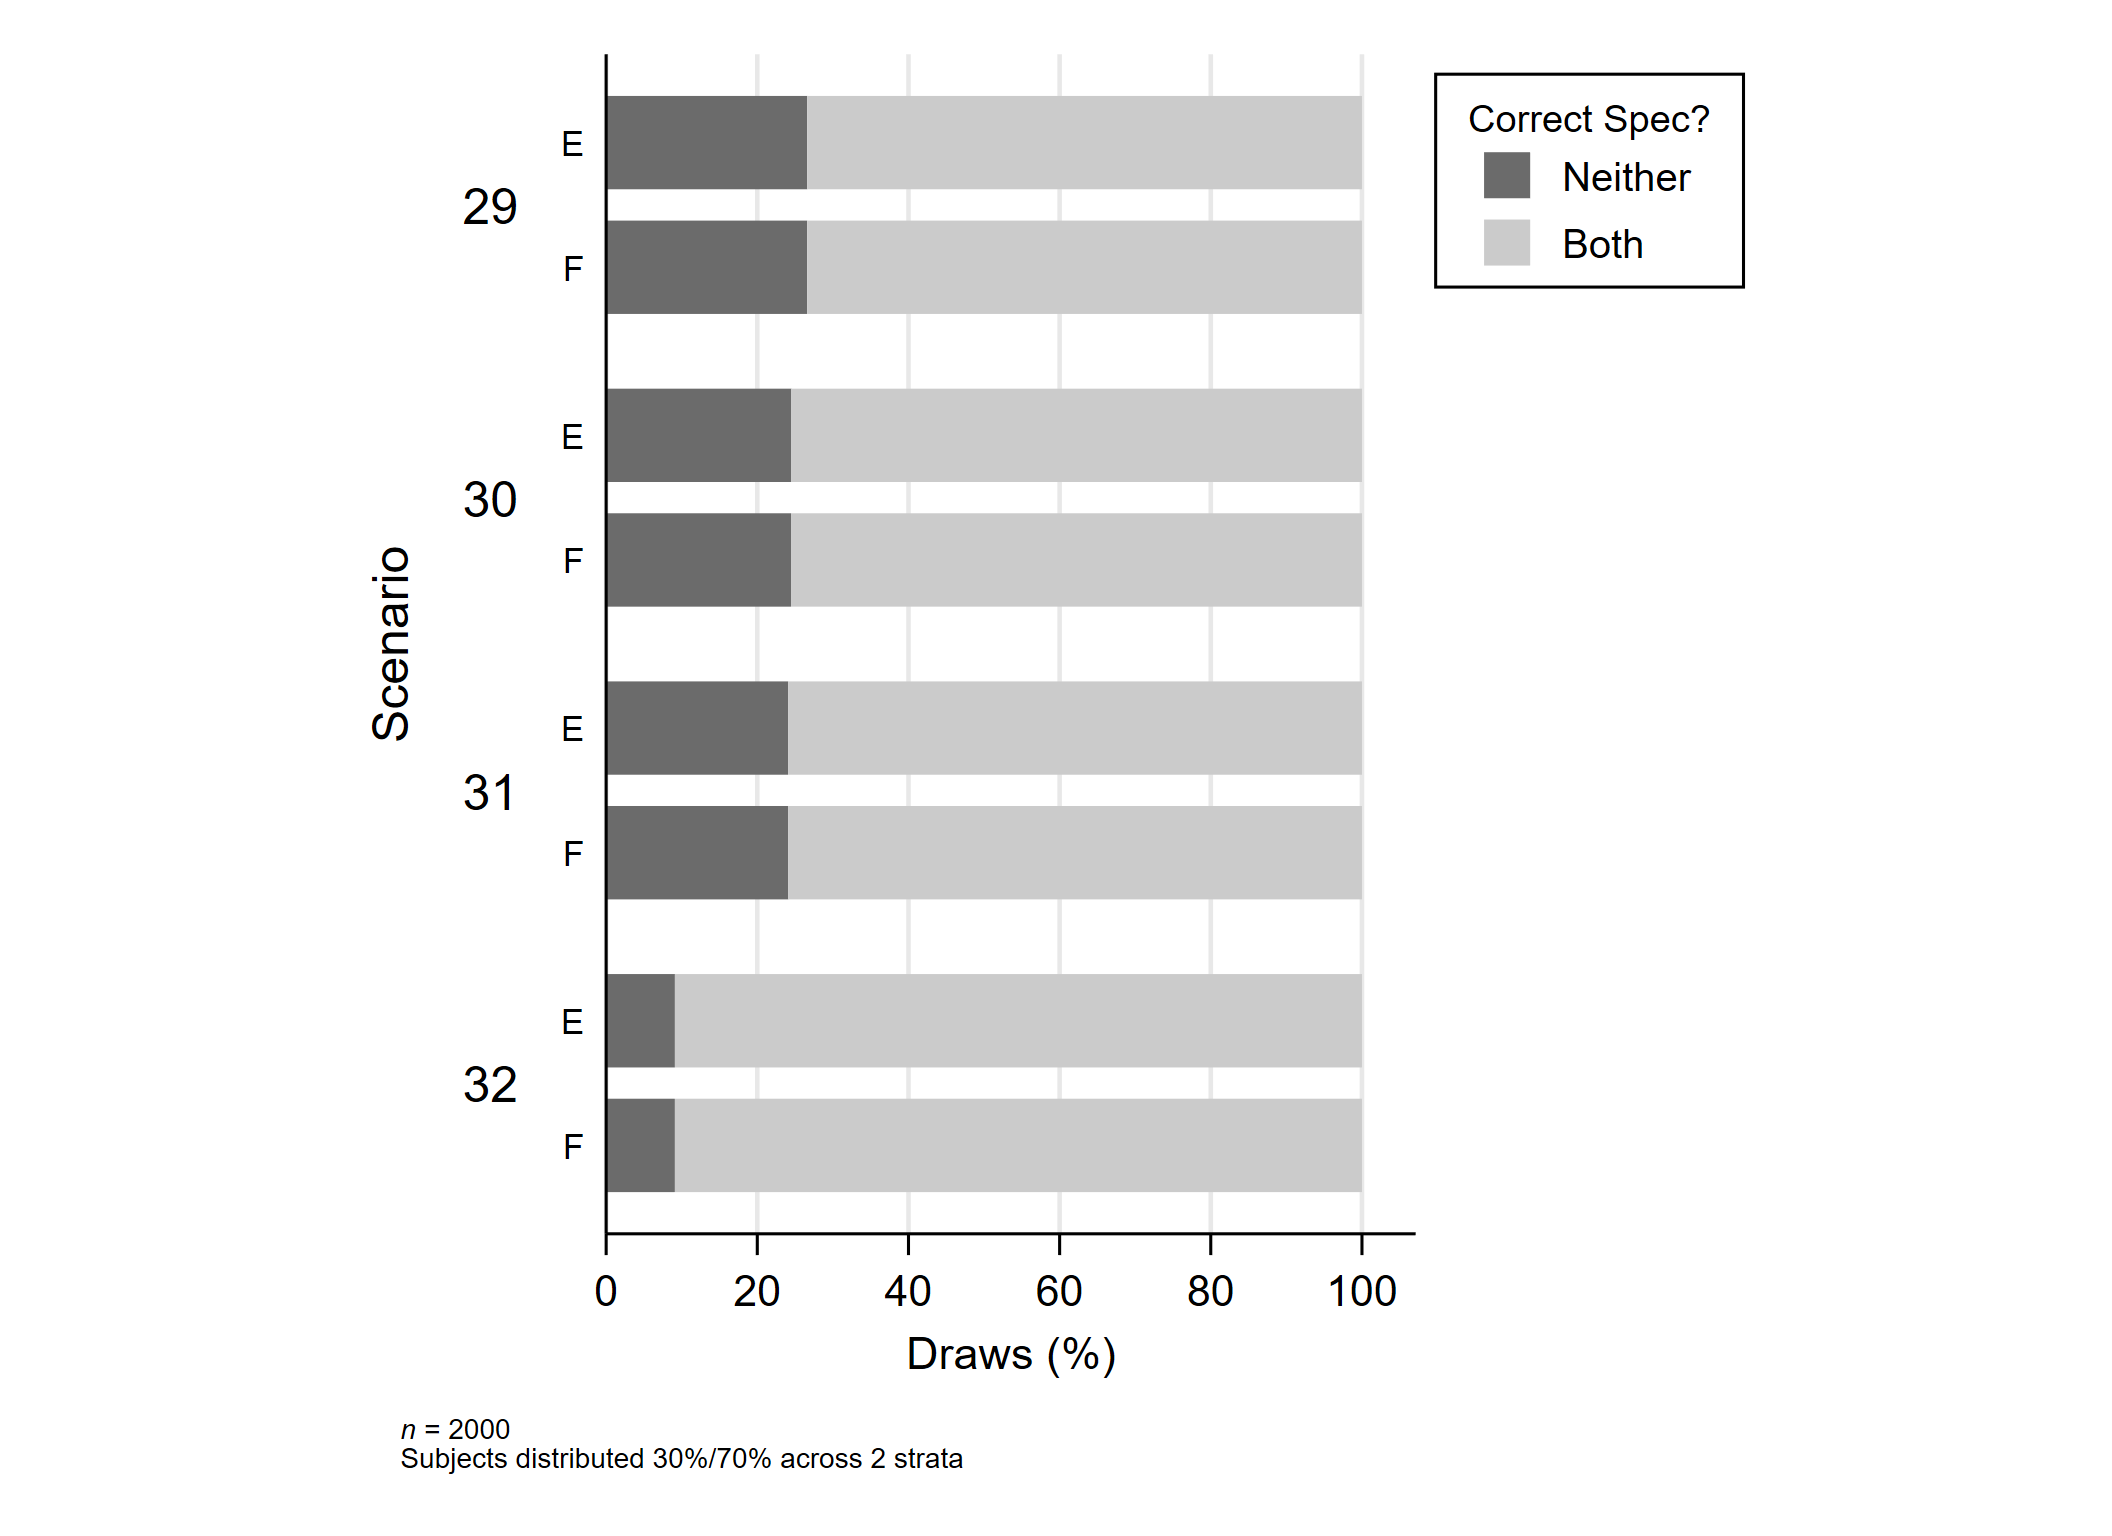 Correct Spec?
Neither
Both
Scenario
29
E
F
30
E
F
31
E
F
32
E
F
0 20 40 60 80 100
Draws (%)
n = 2000
Subjects distributed 30%/70% across 2 strata